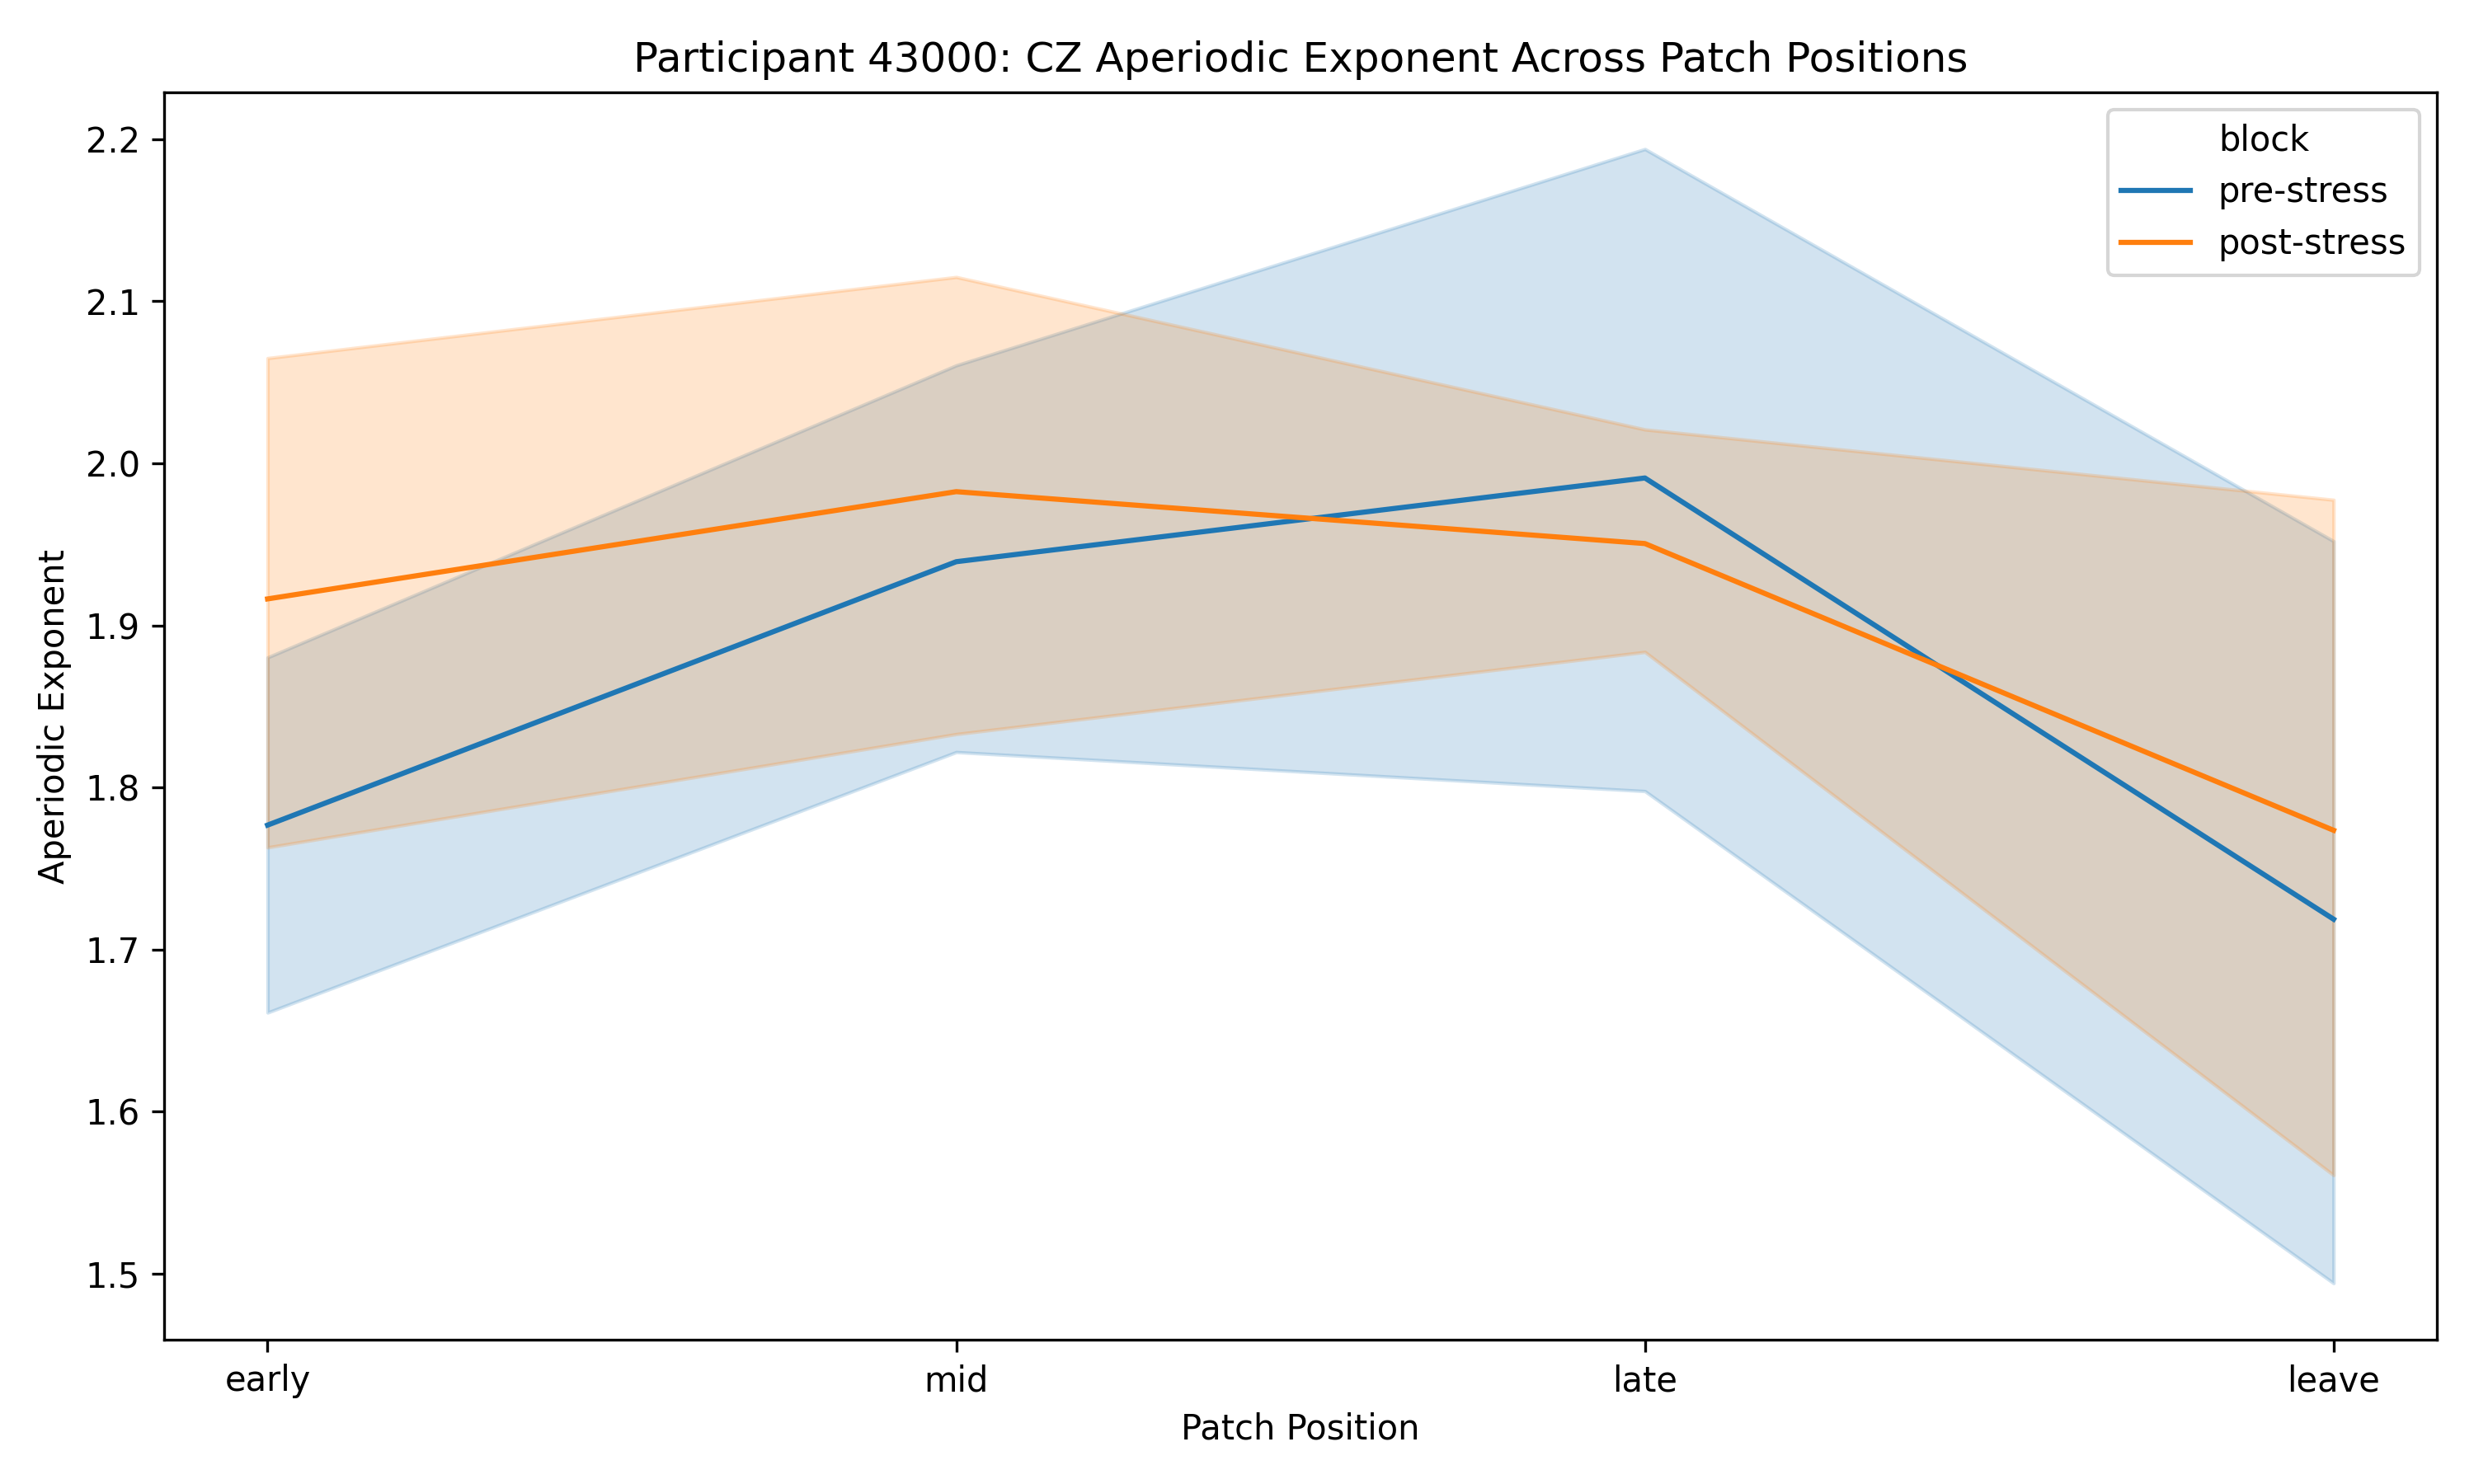 Participant 43000: CZ Aperiodic Exponent Across Patch Positions
block
pre-stress
post-stress
2.2
2.1
2.0
1.9
1.8
1.7
1.6
1.5
Aperiodic Exponent
early mid late leave
Patch Position